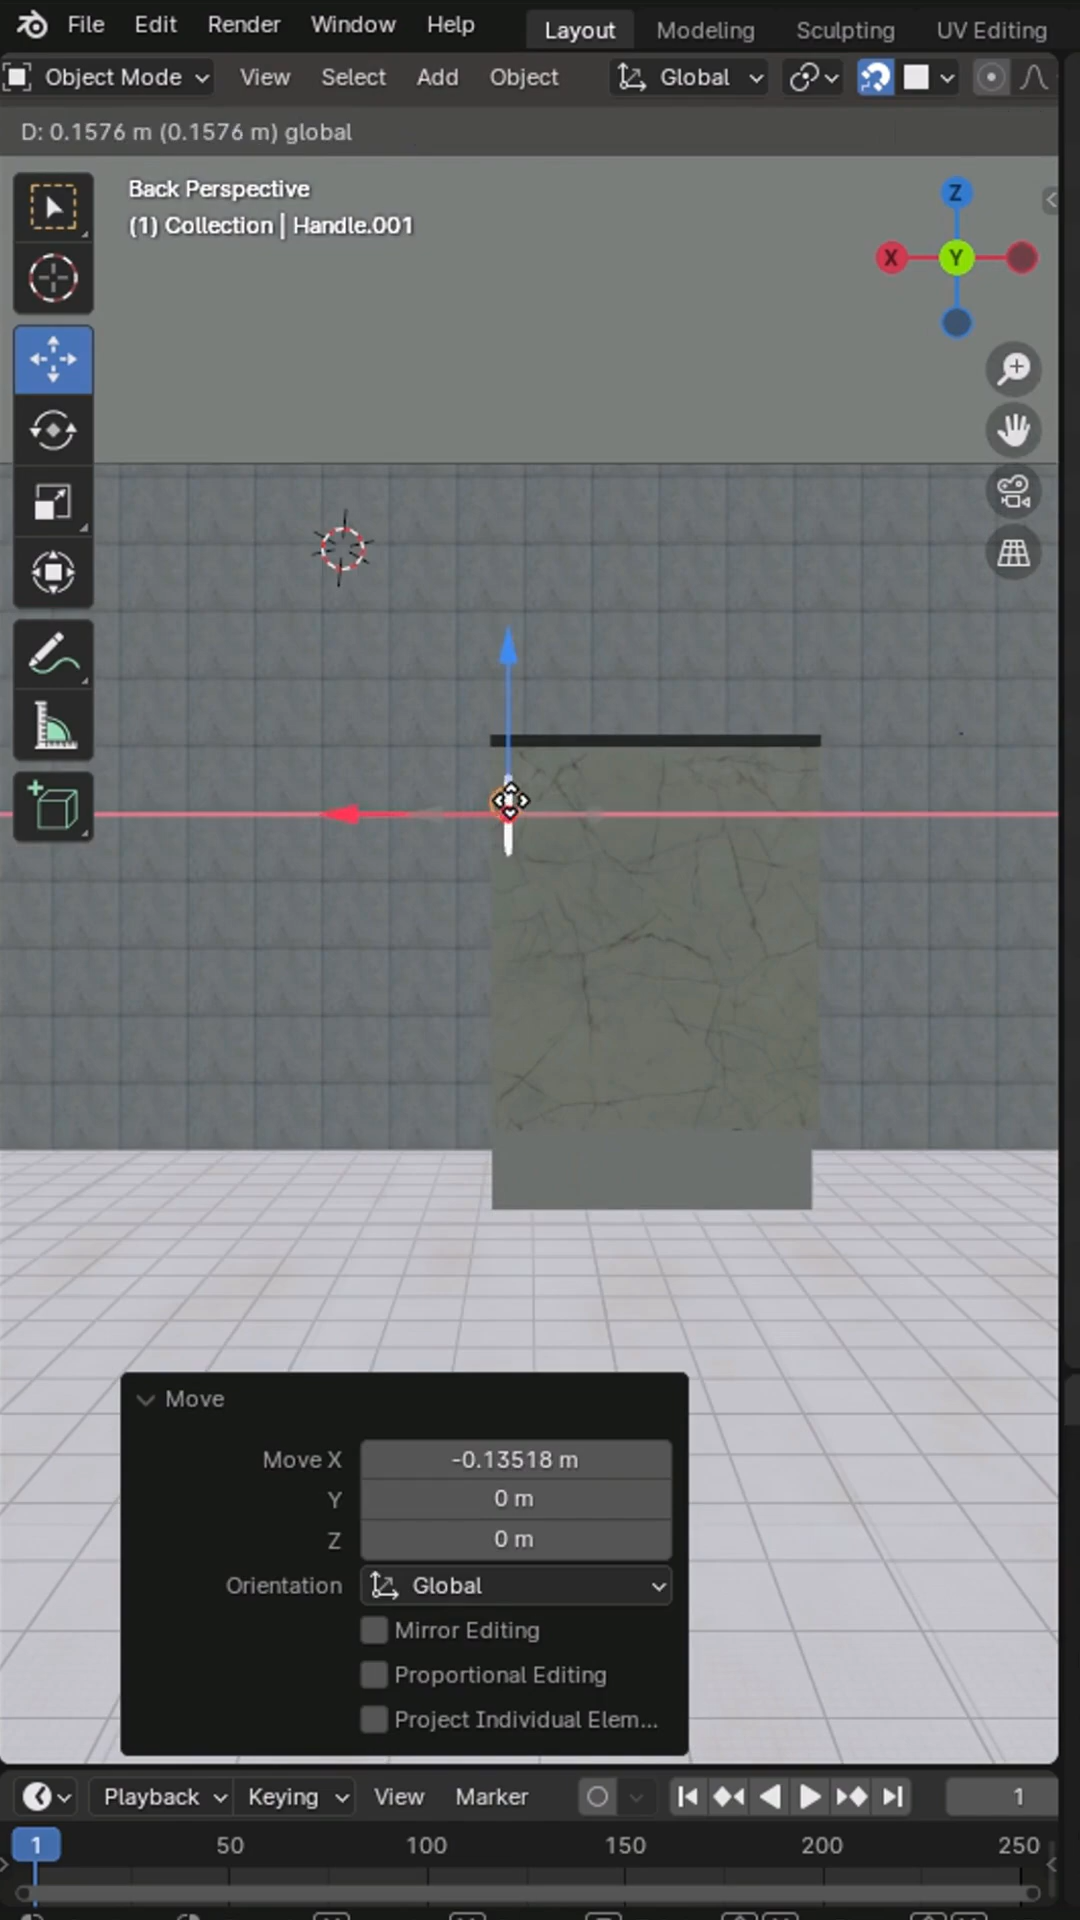 File Edit Render Window Help Layout Modeling Sculpting UV Editing
Object Mode View Select Add Object Global
D: 0.1576 m (0.1576 m) global
Back Perspective
(1) Collection | Handle.001
Z
X Y
Move
Move X -0.13518 m
Y 0 m
Z 0 m
Orientation Global
Mirror Editing
Proportional Editing
Project Individual Elem...
Playback Keying View Marker 1
1 50 100 150 200 250